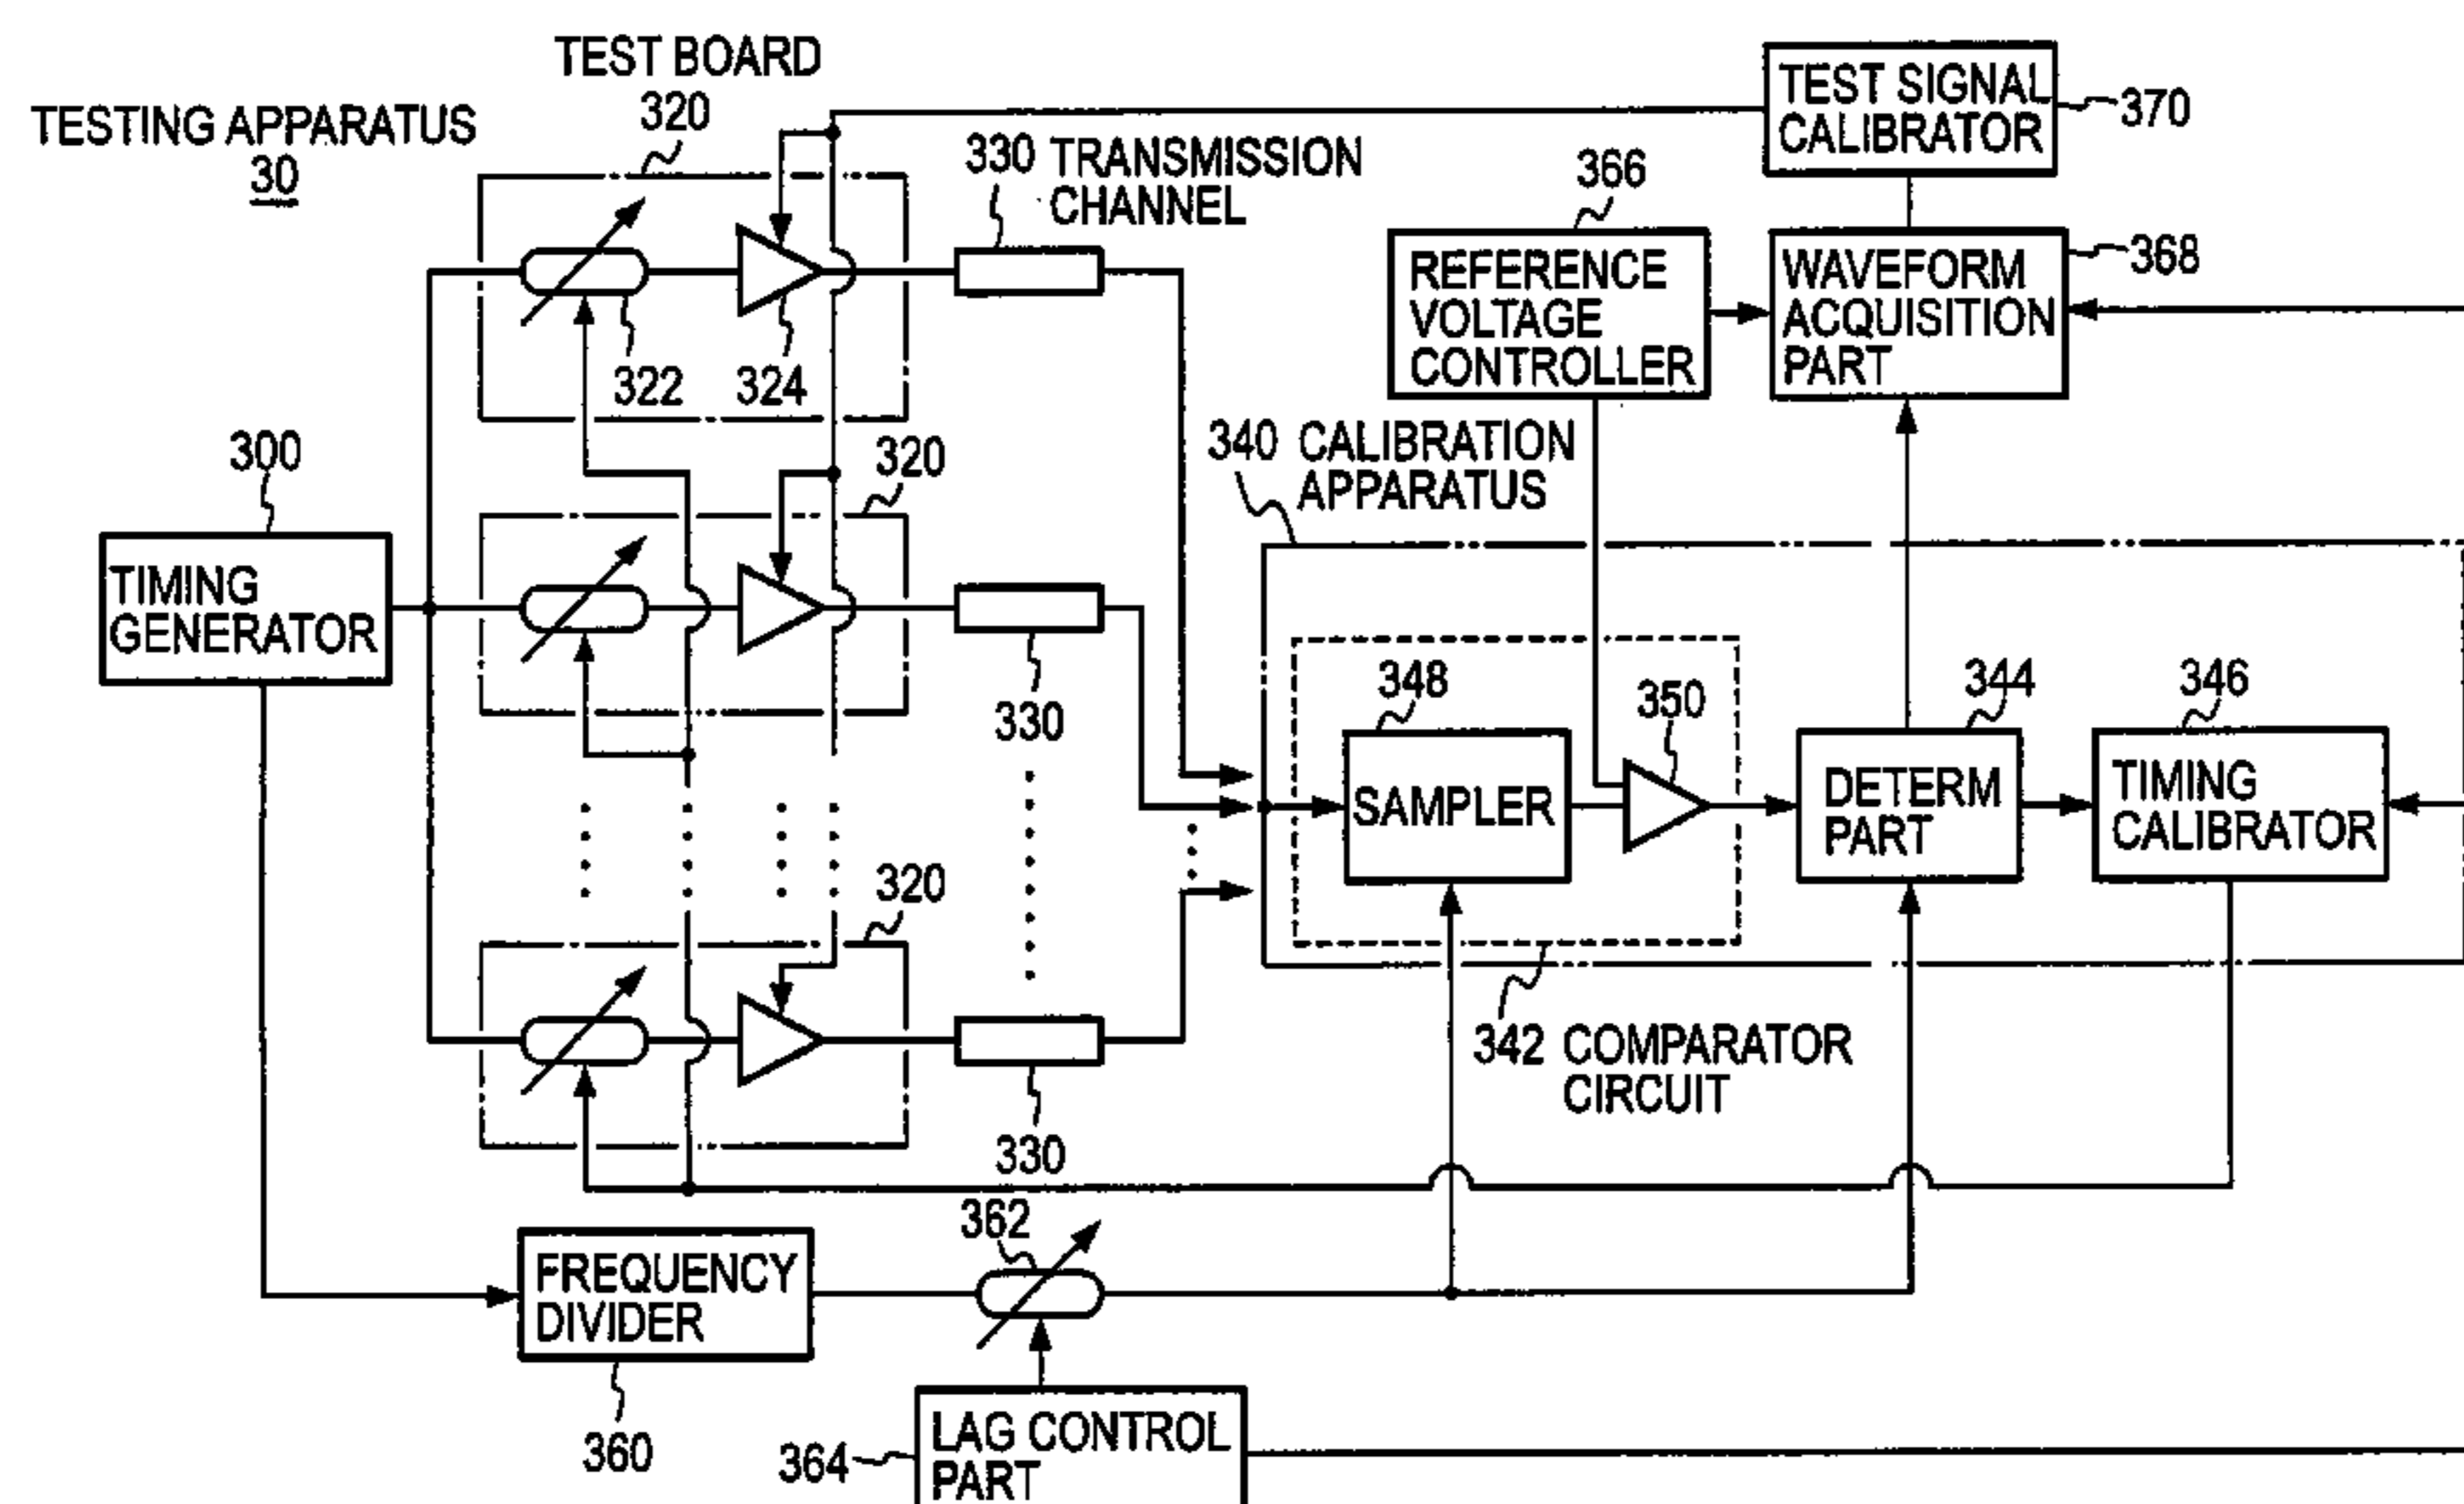 TEST BOARD
320
TESTING APPARATUS
30
330 TRANSMISSION
CHANNEL
TEST SIGNAL
CALIBRATOR
370
366
REFERENCE
VOLTAGE
CONTROLLER
WAVEFORM
ACQUISITION
PART
368
322
324
340 CALIBRATION
APPARATUS
300
TIMING
GENERATOR
320
330
348
SAMPLER
350
344
DETERM
PART
346
TIMING
CALIBRATOR
320
330
342 COMPARATOR
CIRCUIT
362
FREQUENCY
DIVIDER
360
364
LAG CONTROL
PART